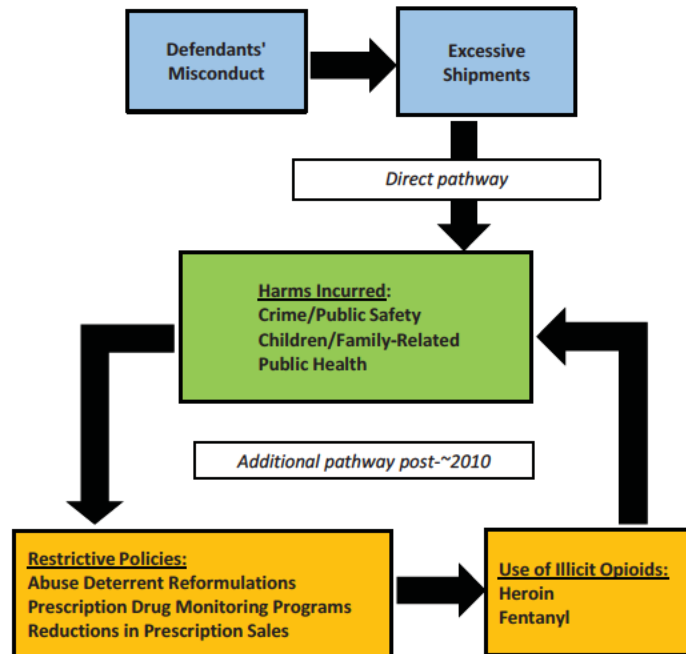 Defendants'
Misconduct
Excessive
Shipments
Direct pathway
Harms Incurred:
Crime/Public Safety
Children/Family-Related
Public Health
Additional pathway post-~2010
Restrictive Policies:
Abuse Deterrent Reformulations
Prescription Drug Monitoring Programs
Reductions in Prescription Sales
Use of Illicit Opioids:
Heroin
Fentanyl